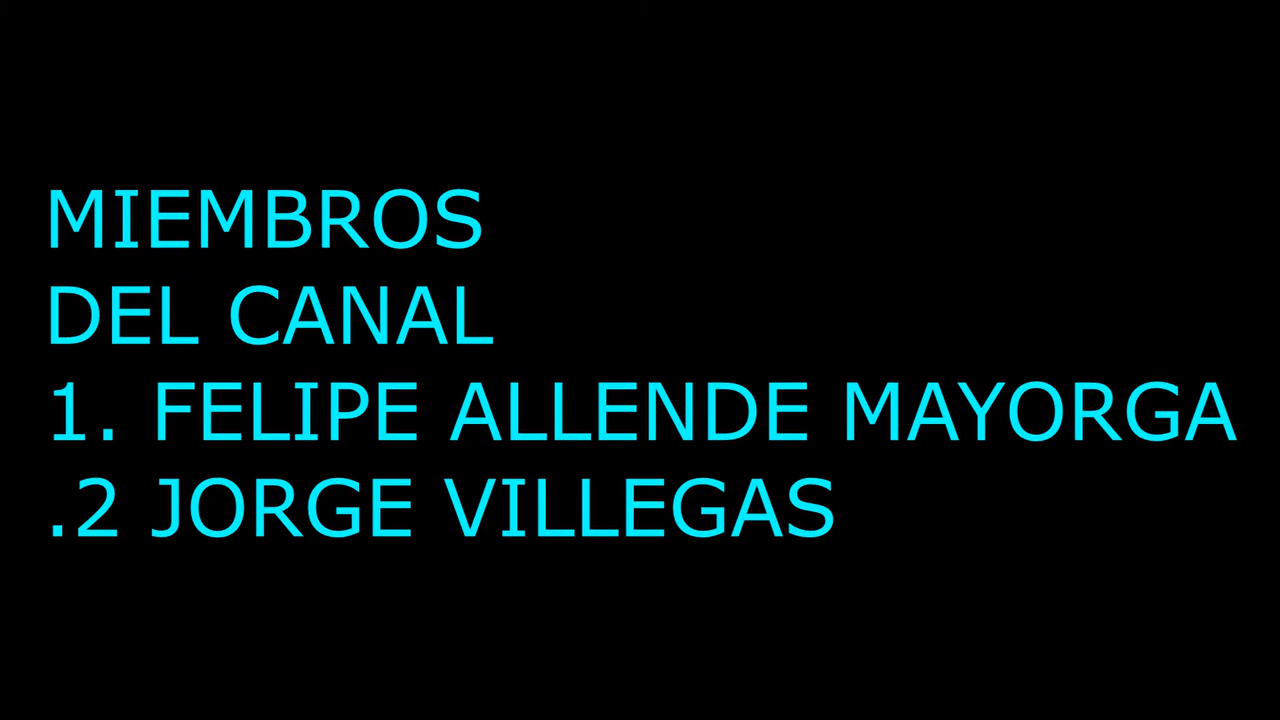 MIEMBROS
DEL CANAL
1. FELIPE ALLENDE MAYORGA
.2 JORGE VILLEGAS